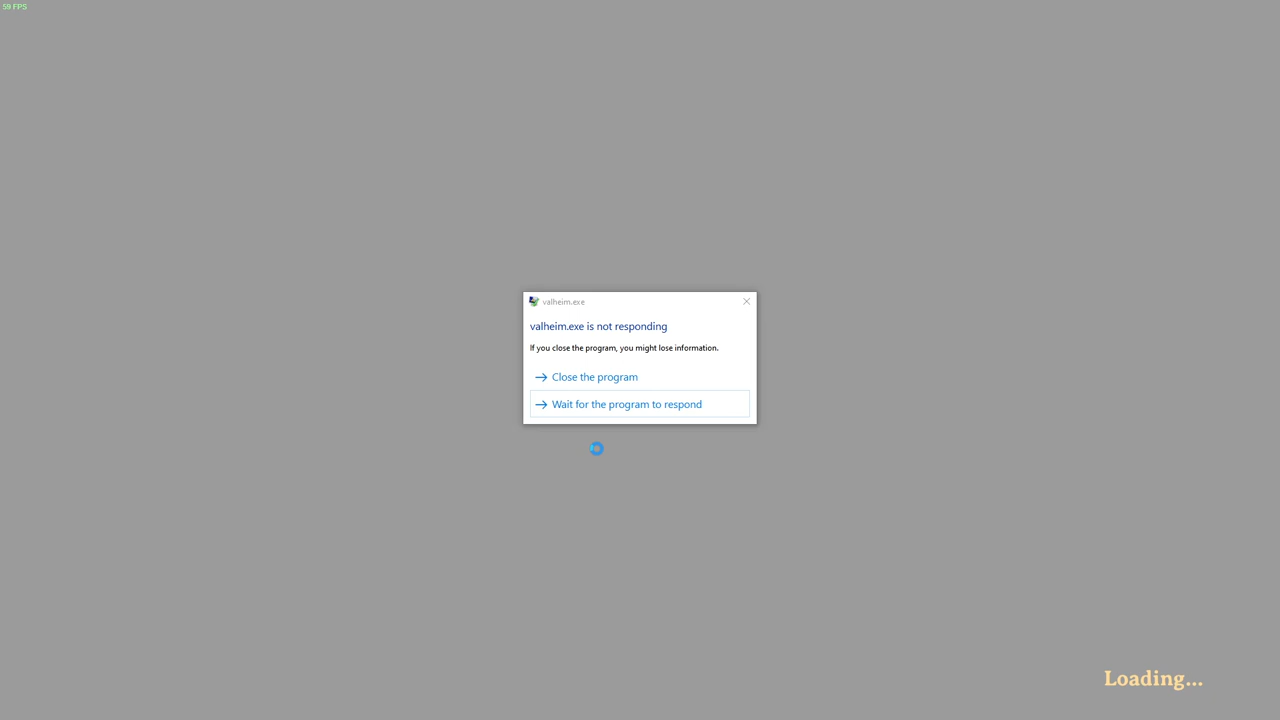 59 FPS
valheim.exe
valheim.exe is not responding
If you close the program, you might lose information.
Close the program
Wait for the program to respond
Loading...